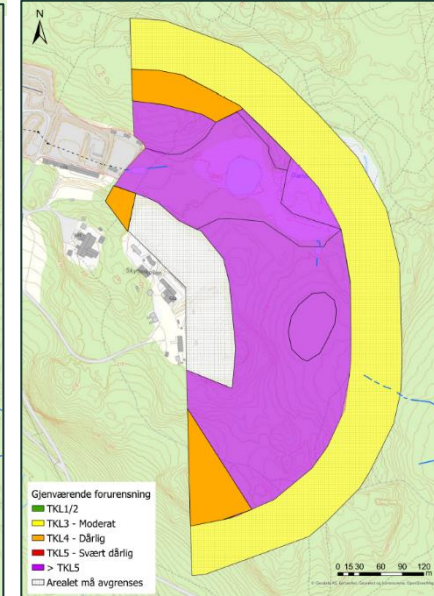 N
Gjenværende forurensning
TKL1/2
TKL3 - Moderat
TKL4 - Dårlig
TKL5 - Svært dårlig
> TKL5
Arealet må avgrenses
0 15 30 60 90 120
m